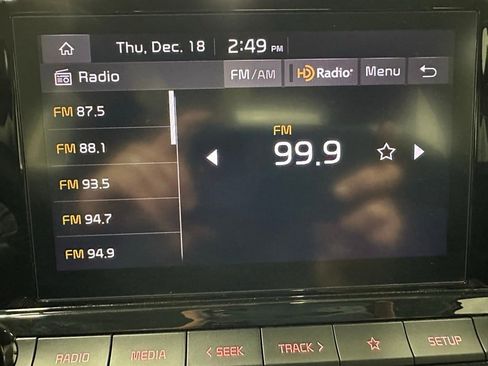 Thu, Dec. 18 2:49 PM
Radio FM/AM HD Radio® Menu
FM 87.5
FM 88.1
FM 93.5
FM 94.7
FM 94.9
FM
99.9
RADIO MEDIA < SEEK TRACK > SETUP